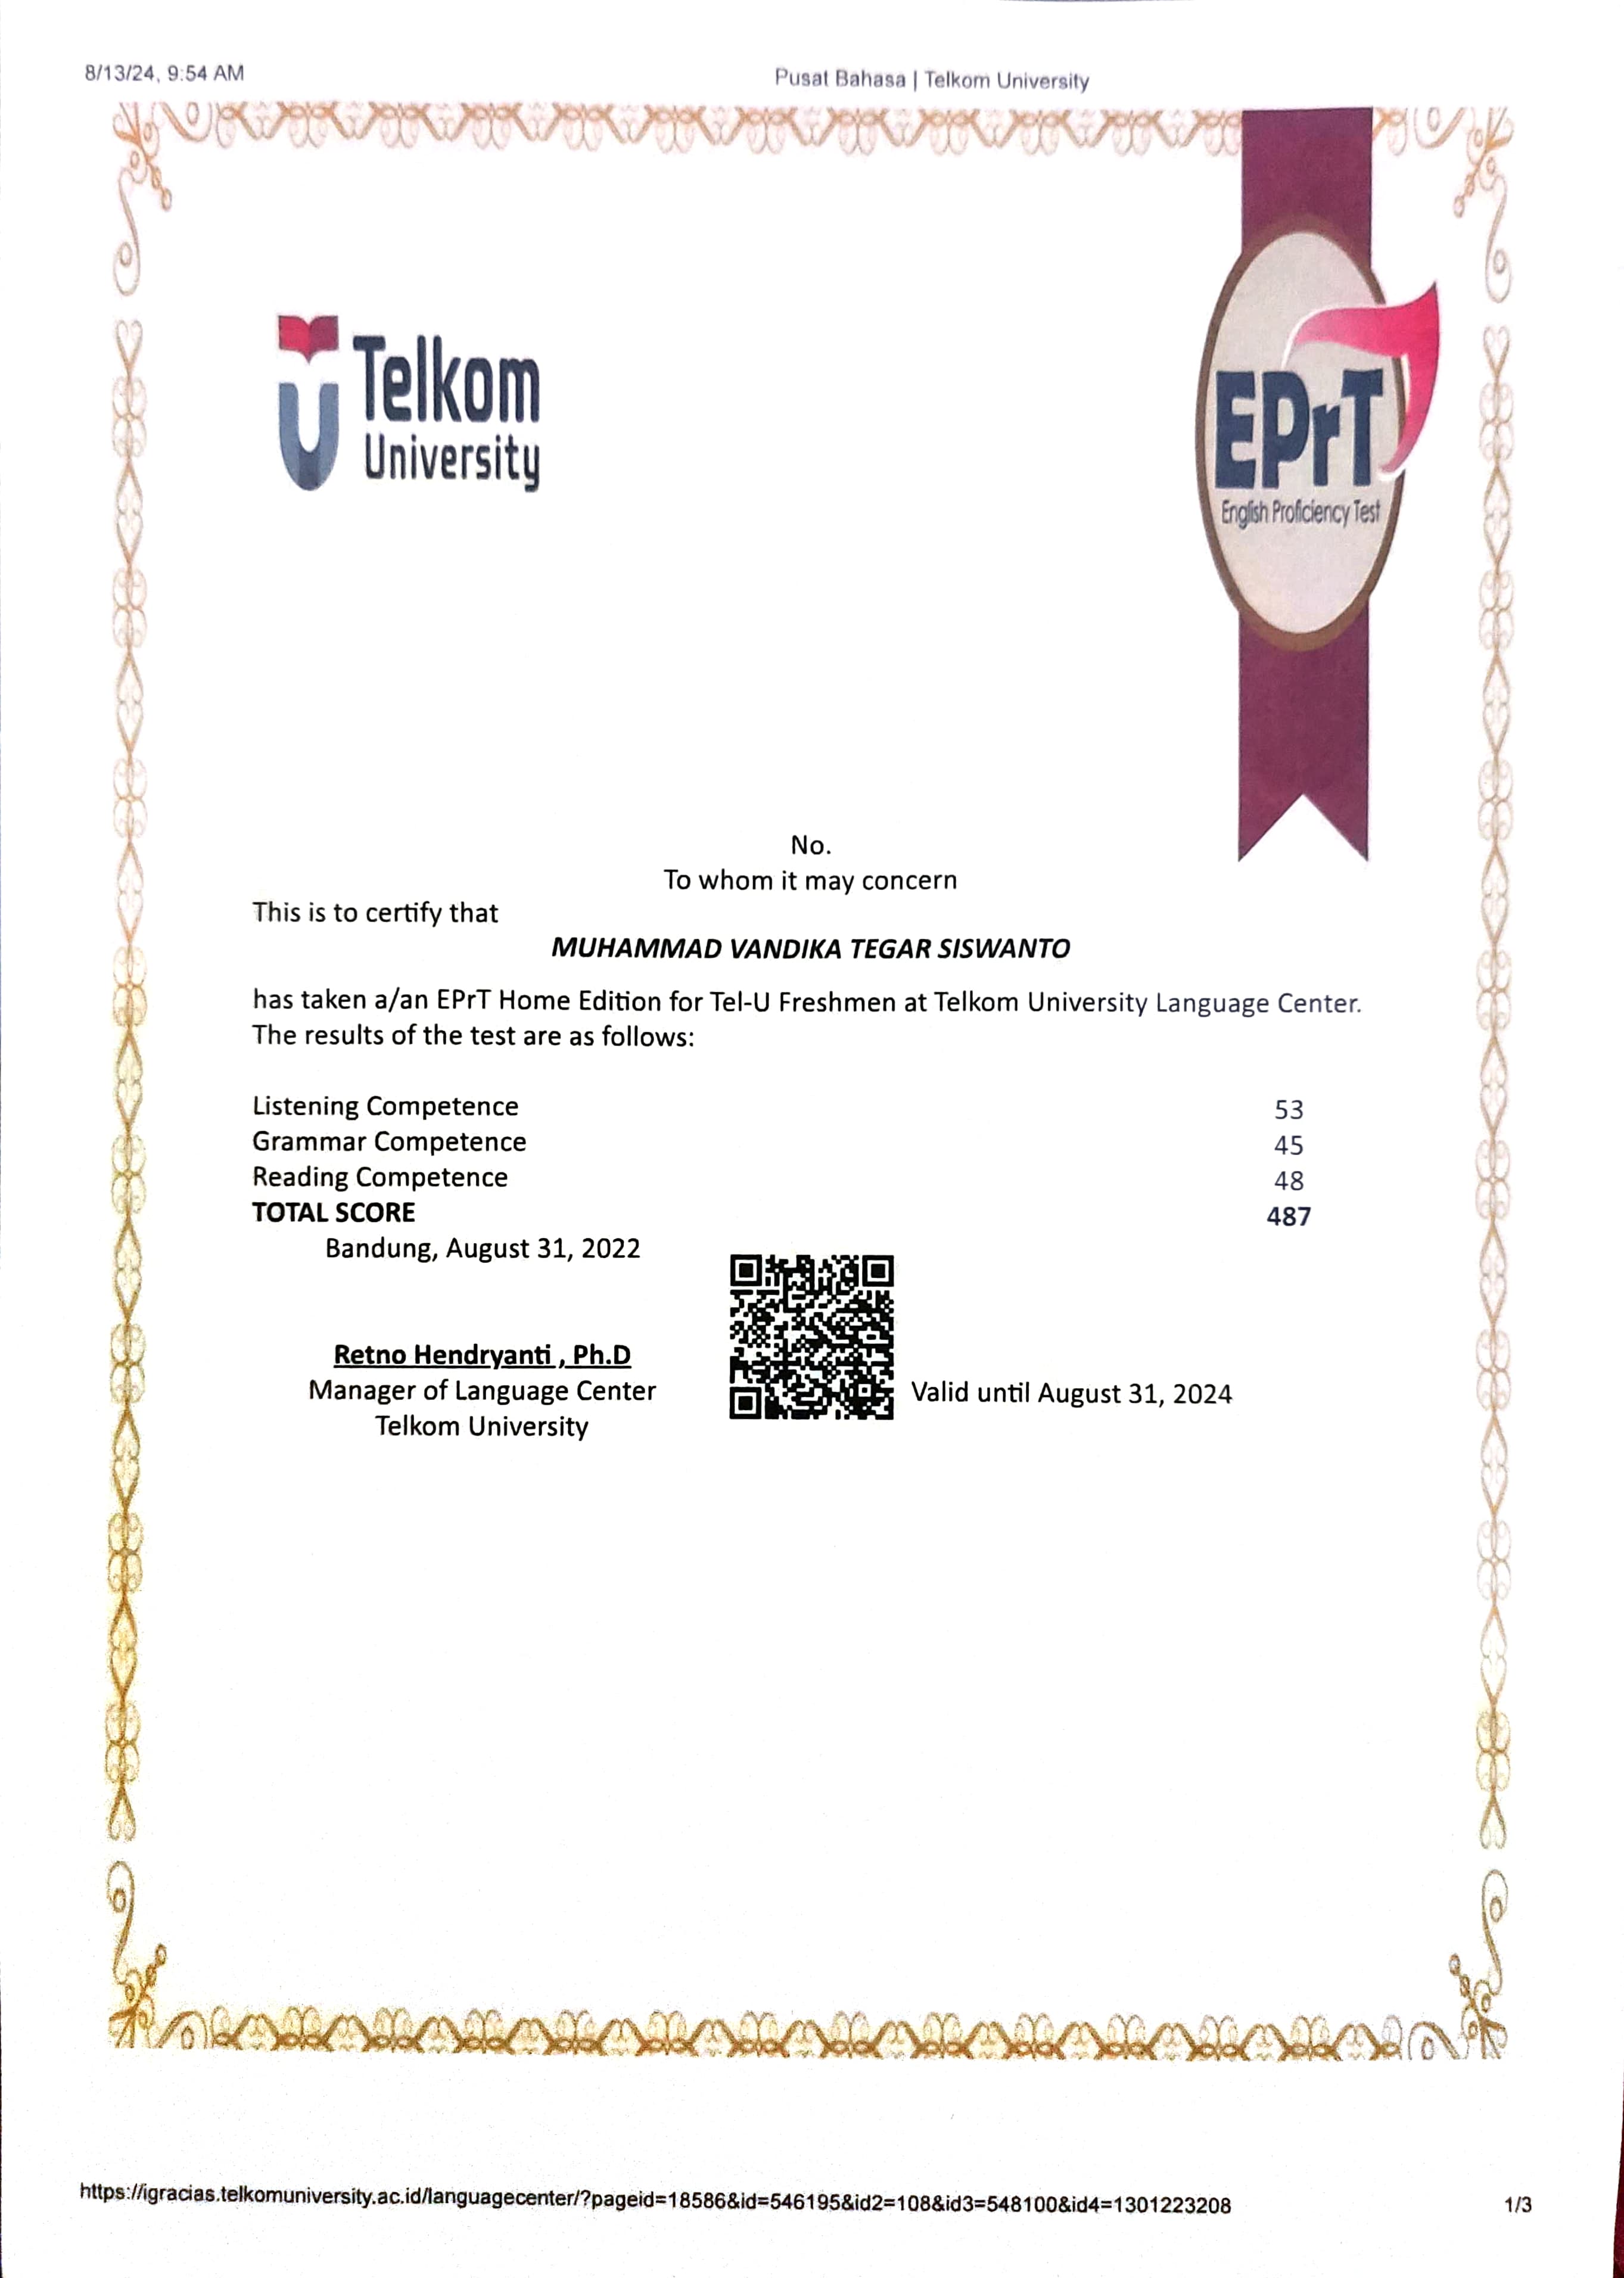 8/13/24, 9:54 AM
Pusat Bahasa | Telkom University
Telkom
University
EPrT
English Proficiency Test
No.
To whom it may concern
This is to certify that
MUHAMMAD VANDIKA TEGAR SISWANTO
has taken a/an EPrT Home Edition for Tel-U Freshmen at Telkom University Language Center.
The results of the test are as follows:
Listening Competence 53
Grammar Competence 45
Reading Competence 48
TOTAL SCORE 487
Bandung, August 31, 2022
Retno Hendryanti , Ph.D
Manager of Language Center
Telkom University
Valid until August 31, 2024
https://igracias.telkomuniversity.ac.id/languagecenter/?pageid=18586&id=546195&id2=108&id3=548100&id4=1301223208
1/3